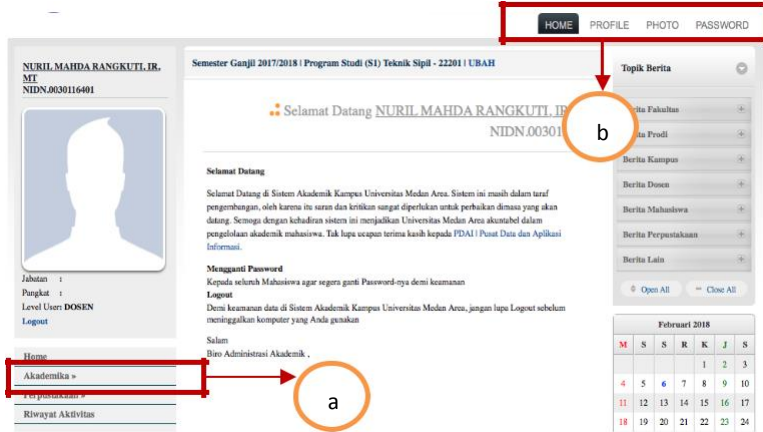 HOME PROFILE PHOTO PASSWORD
NURIL MAHDA RANGKUTI, IR,
MT
NIDN.0030116401
Jabatan :
Pangkat :
Level User: DOSEN
Logout
Home
Akademika »
Perpustakaan »
Riwayat Aktivitas
a
Semester Ganjil 2017/2018 | Program Studi (S1) Teknik Sipil - 22201 | UBAH
Selamat Datang NURIL MAHDA RANGKUTI, IR
NIDN.00301
Selamat Datang
Selamat Datang di Sistem Akademik Kampus Universitas Medan Area. Sistem ini masih dalam taraf
pengembangan, oleh karena itu saran dan kritikan sangat diperlukan untuk perbaikan dimasa yang akan
datang. Semoga dengan kehadiran sistem ini menjadikan Universitas Medan Area akuntabel dalam
pengelolaan akademik mahasiswa. Tak lupa ucapan terima kasih kepada PDAI | Pusat Data dan Aplikasi
Informasi.
Mengganti Password
Kepada seluruh Mahasiswa agar segera ganti Password-nya demi keamanan
Logout
Demi keamanan data di Sistem Akademik Kampus Universitas Medan Area, jangan lupa Logout sebelum
meninggalkan komputer yang Anda gunakan
Salam
Biro Administrasi Akademik ,
b
Topik Berita
Fakultas
Prodi
Berita Kampus
Berita Dosen
Berita Mahasiswa
Berita Perpustakaan
Berita Lain
Open All Close All
Februari 2018
M S S R K J S
1 2 3
4 5 6 7 8 9 10
11 12 13 14 15 16 17
18 19 20 21 22 23 24